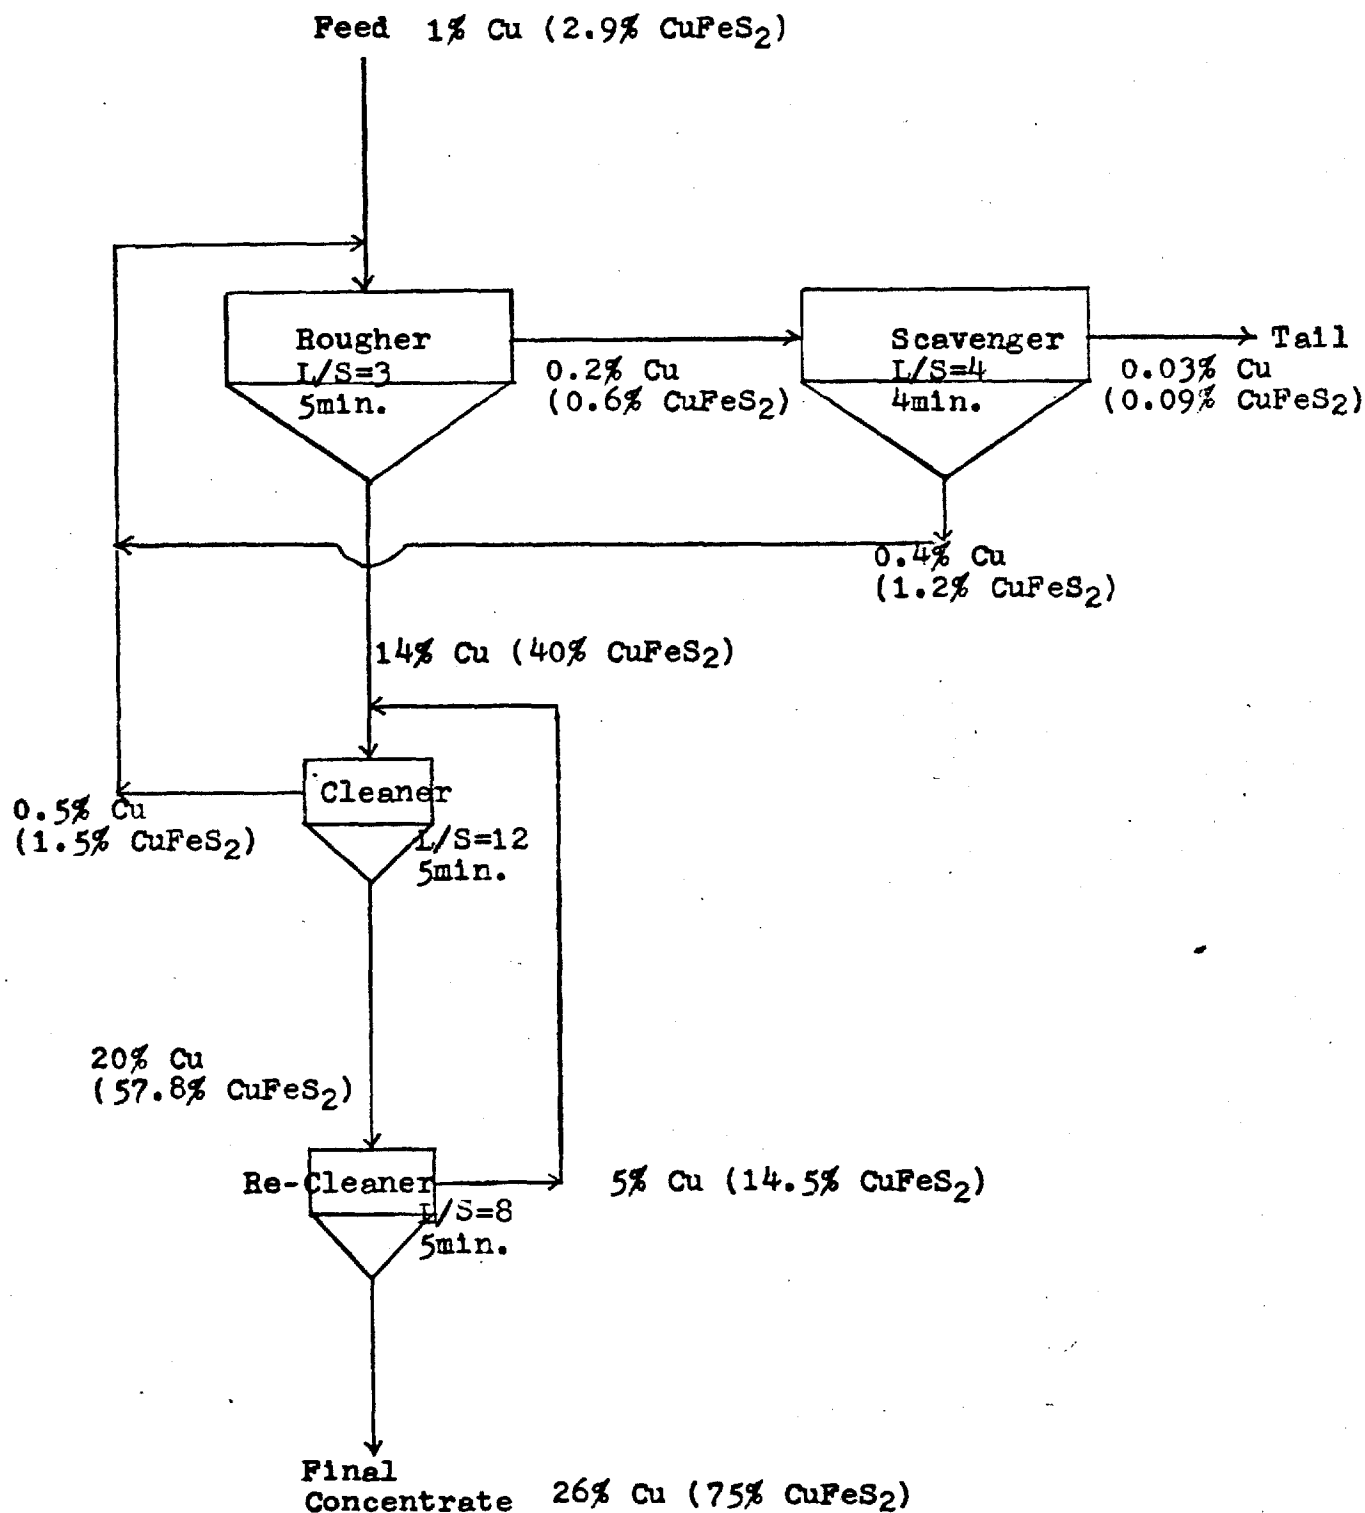 Feed 1% Cu (2.9% CuFeS2)
Rougher
L/S=3
5min.
0.2% Cu
(0.6% CuFeS2)
Scavenger
L/S=4
4min.
Tail
0.03% Cu
(0.09% CuFeS2)
0.4% Cu
(1.2% CuFeS2)
14% Cu (40% CuFeS2)
Cleaner
L/S=12
5min.
0.5% Cu
(1.5% CuFeS2)
20% Cu
(57.8% CuFeS2)
Re-Cleaner
L/S=8
5min.
5% Cu (14.5% CuFeS2)
Final
Concentrate 26% Cu (75% CuFeS2)